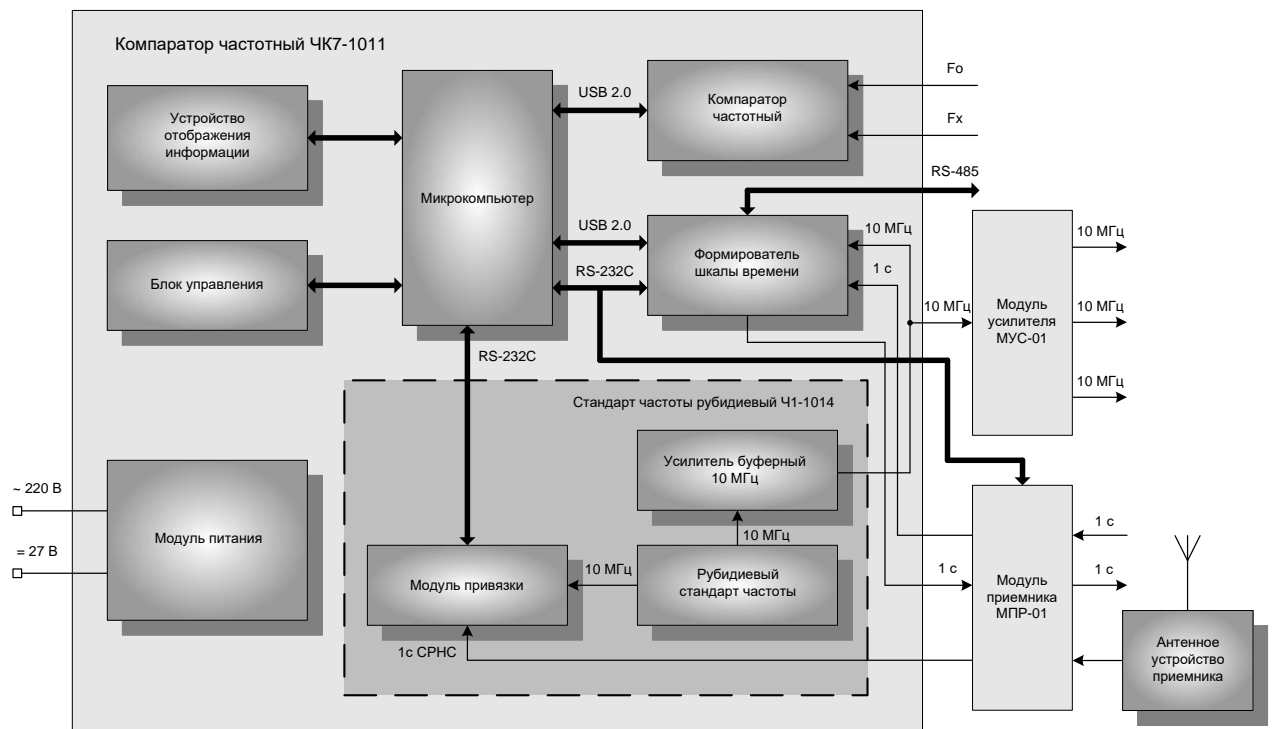 Компаратор частотный ЧК7-1011
Устройство
отображения
информации
Блок управления
Микрокомпьютер
USB 2.0
Компаратор
частотный
Fo
Fx
RS-485
USB 2.0
RS-232C
Формирователь
шкалы времени
10 МГц
1 с
10 МГц
Модуль
усилителя
МУС-01
10 МГц
10 МГц
10 МГц
RS-232C
Стандарт частоты рубидиевый Ч1-1014
Усилитель буферный
10 МГц
10 МГц
Модуль привязки
10 МГц
Рубидиевый
стандарт частоты
1с СРНС
~ 220 В
= 27 В
Модуль питания
1 с
Модуль
приемника
МПР-01
1 с
1 с
Антенное
устройство
приемника